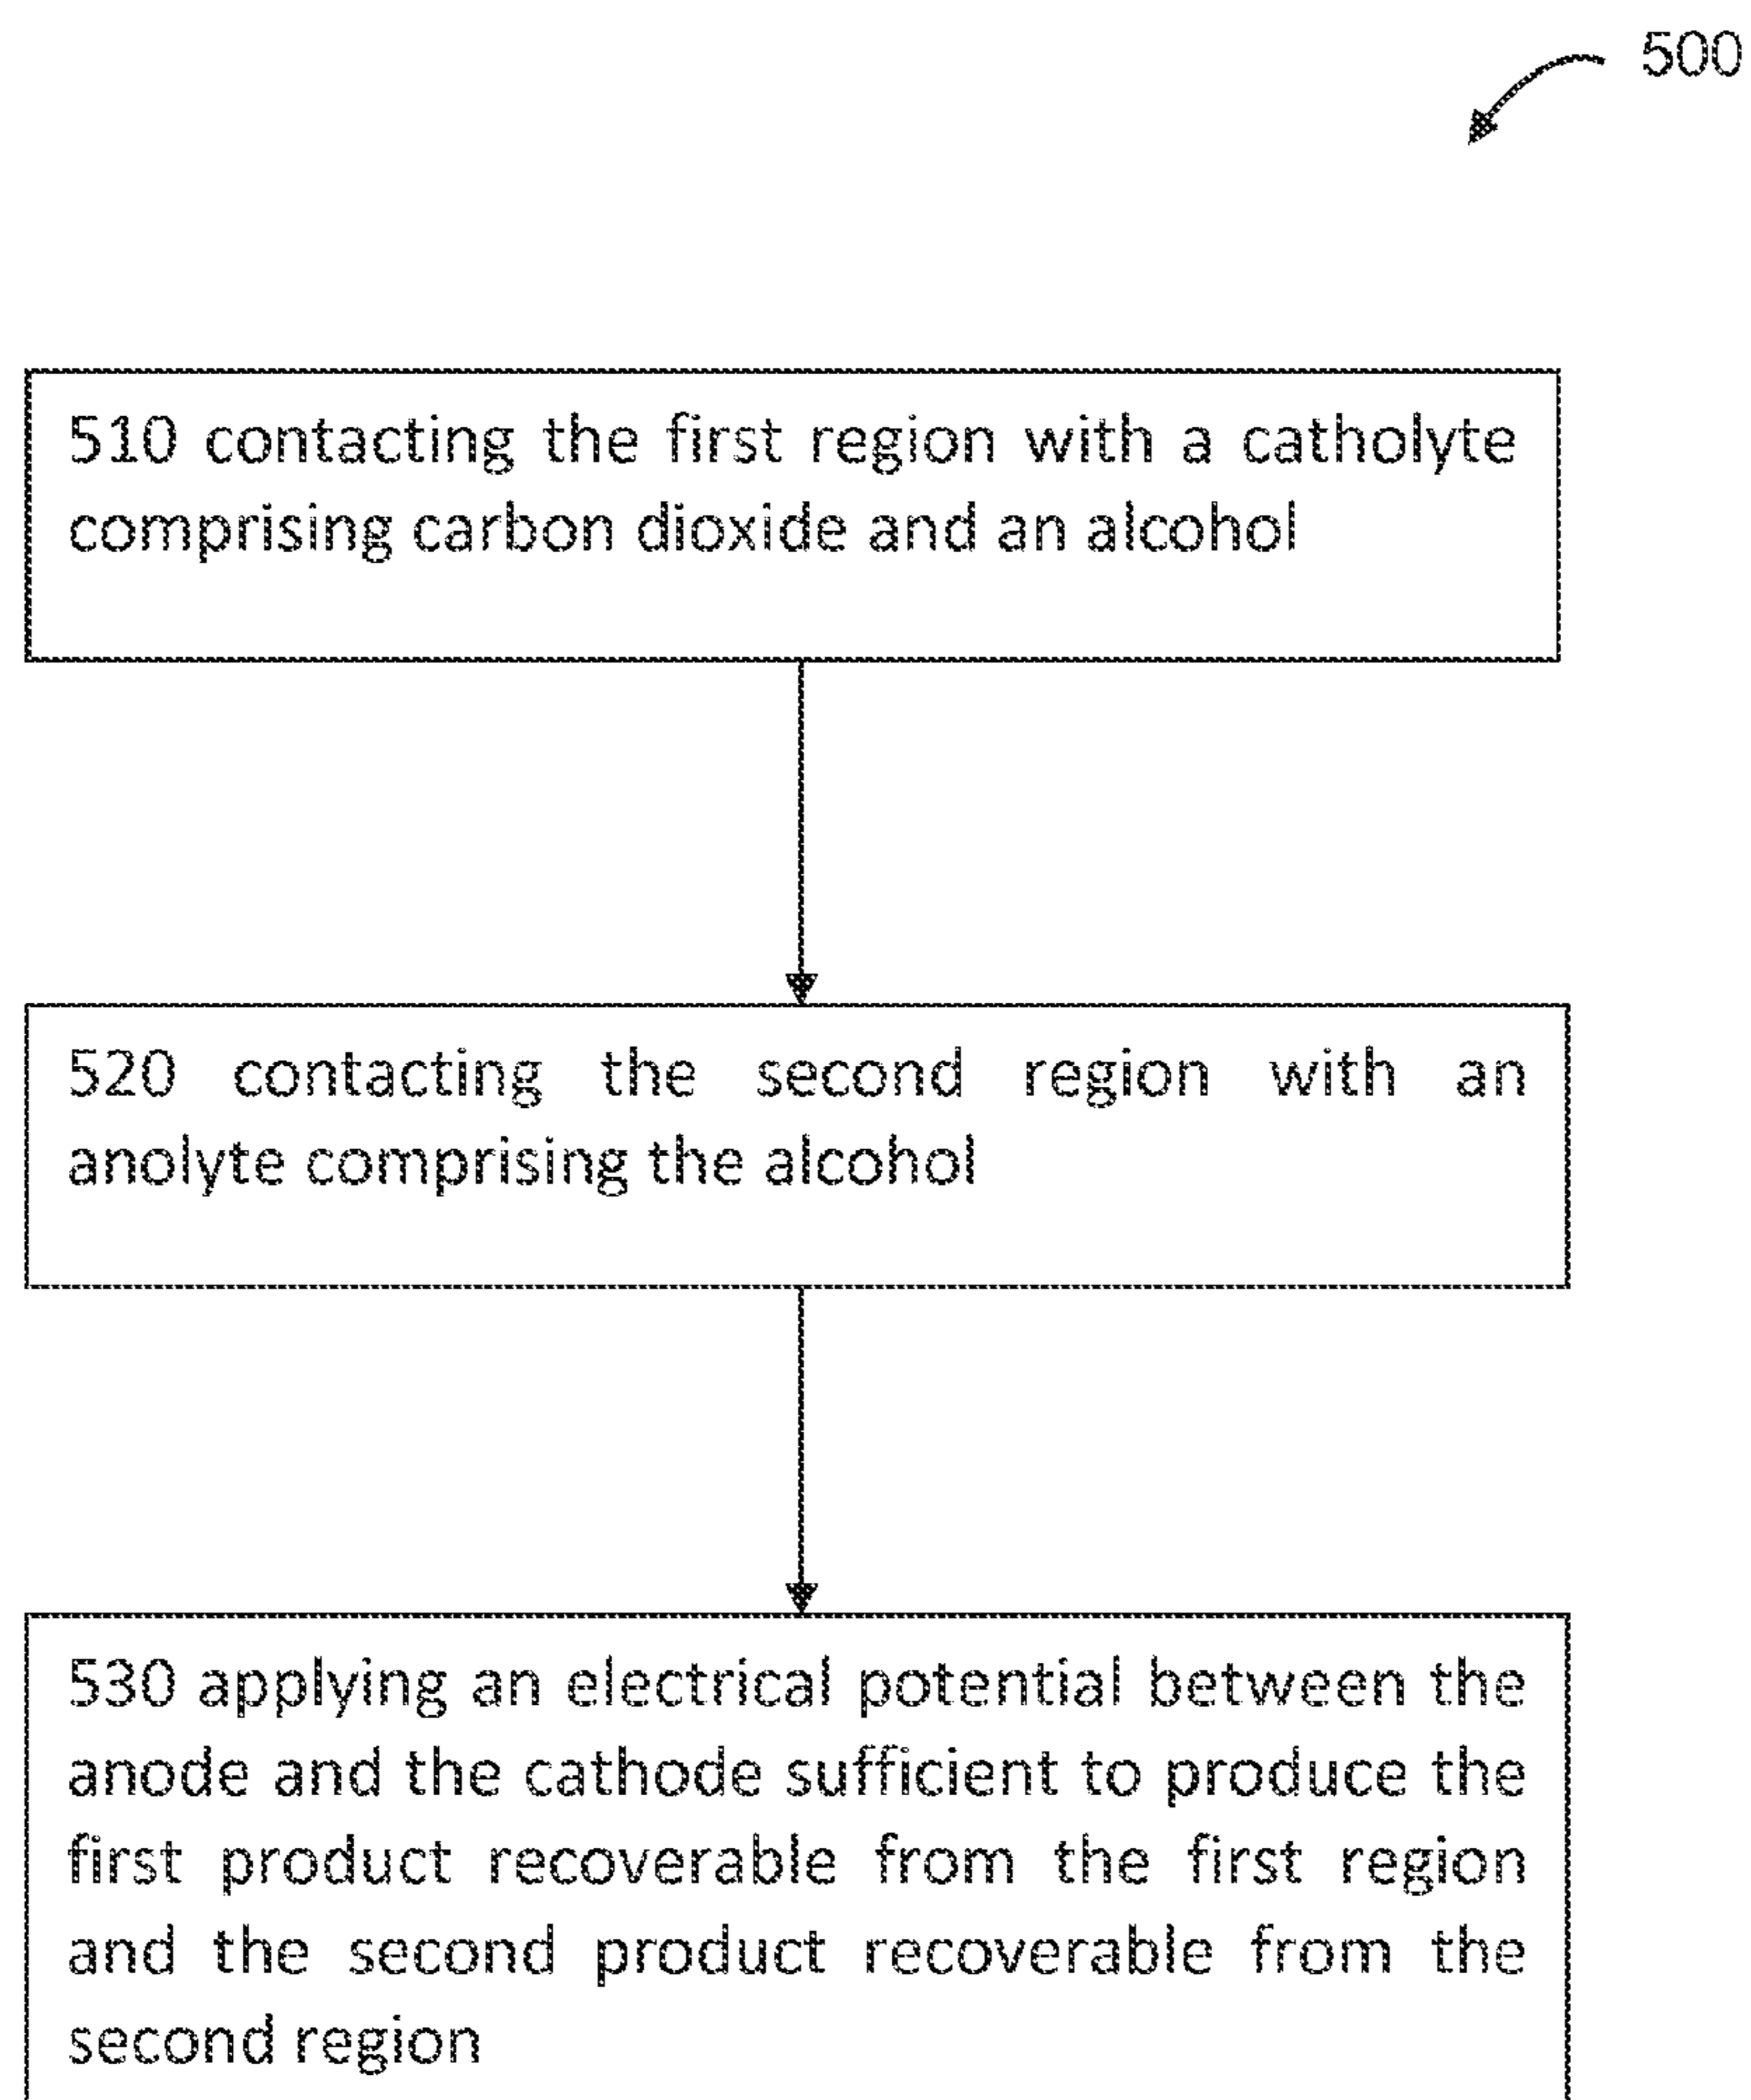 500
510 contacting the first region with a catholyte
comprising carbon dioxide and an alcohol
520 contacting the second region with an
anolyte comprising the alcohol
530 applying an electrical potential between the
anode and the cathode sufficient to produce the
first product recoverable from the first region
and the second product recoverable from the
second region